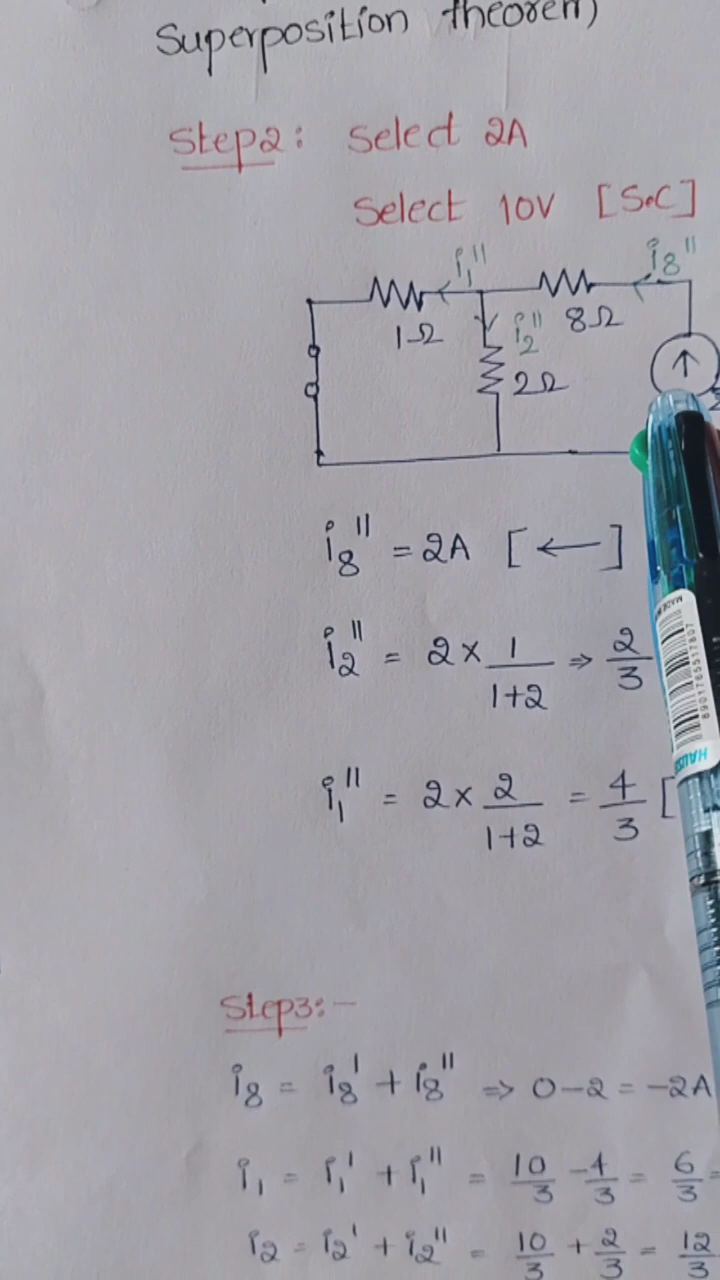 Superposition theorem)
Step2: Select 2A
Select 10V [S.C]
i₁" i₈"
1Ω i₂" 8Ω
2Ω
i₈" = 2A [←]
i₂" = 2 × 1/(1+2) ⇒ 2/3
i₁" = 2 × 2/(1+2) = 4/3 [
Step3:-
i₈ = i₈' + i₈" ⇒ 0-2 = -2A
i₁ = i₁' + i₁" = 10/3 - 4/3 = 6/3 =
i₂ = i₂' + i₂" = 10/3 + 2/3 = 12/3
8901765517807